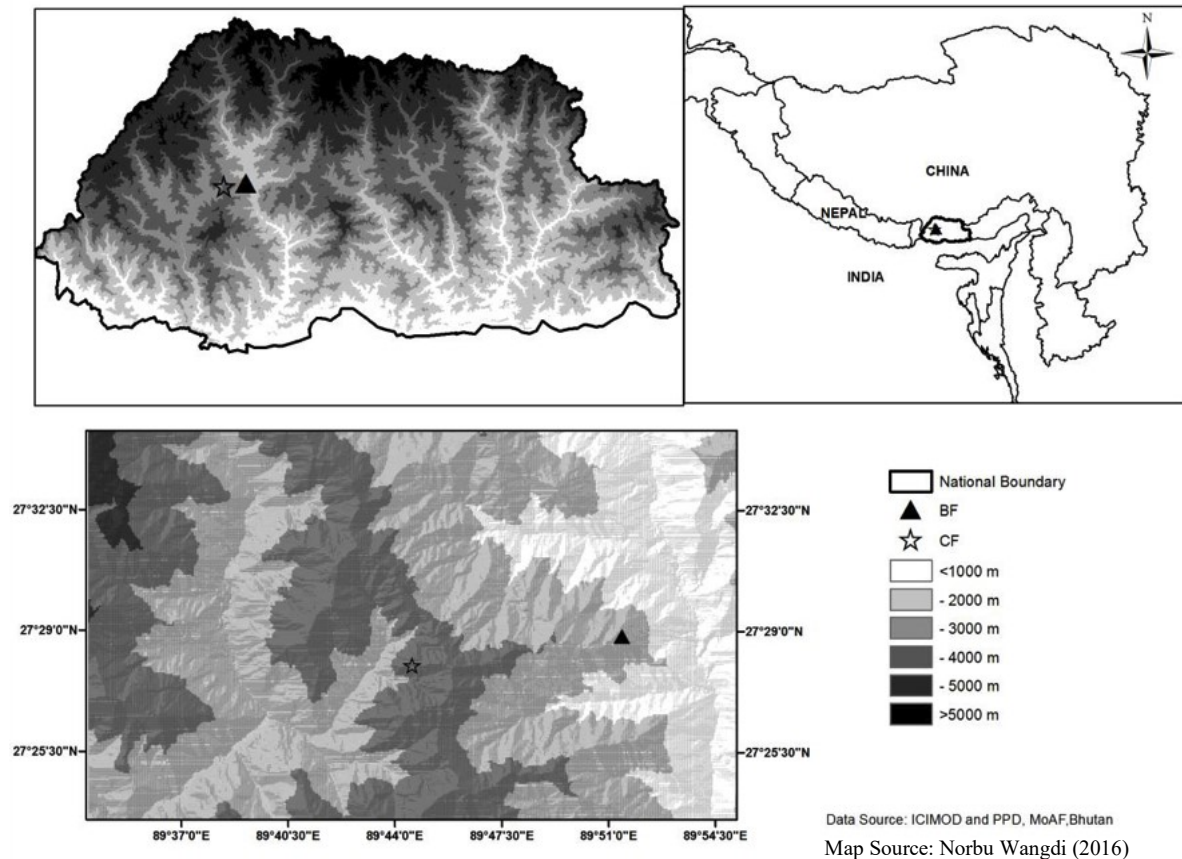 N
CHINA
NEPAL
INDIA
27°32'30"N
27°32'30"N
27°29'0"N
27°29'0"N
27°25'30"N
27°25'30"N
89°37'0"E
89°40'30"E
89°44'0"E
89°47'30"E
89°51'0"E
89°54'30"E
National Boundary
BF
CF
<1000 m
- 2000 m
- 3000 m
- 4000 m
- 5000 m
>5000 m
Data Source: ICIMOD and PPD, MoAF,Bhutan
Map Source: Norbu Wangdi (2016)